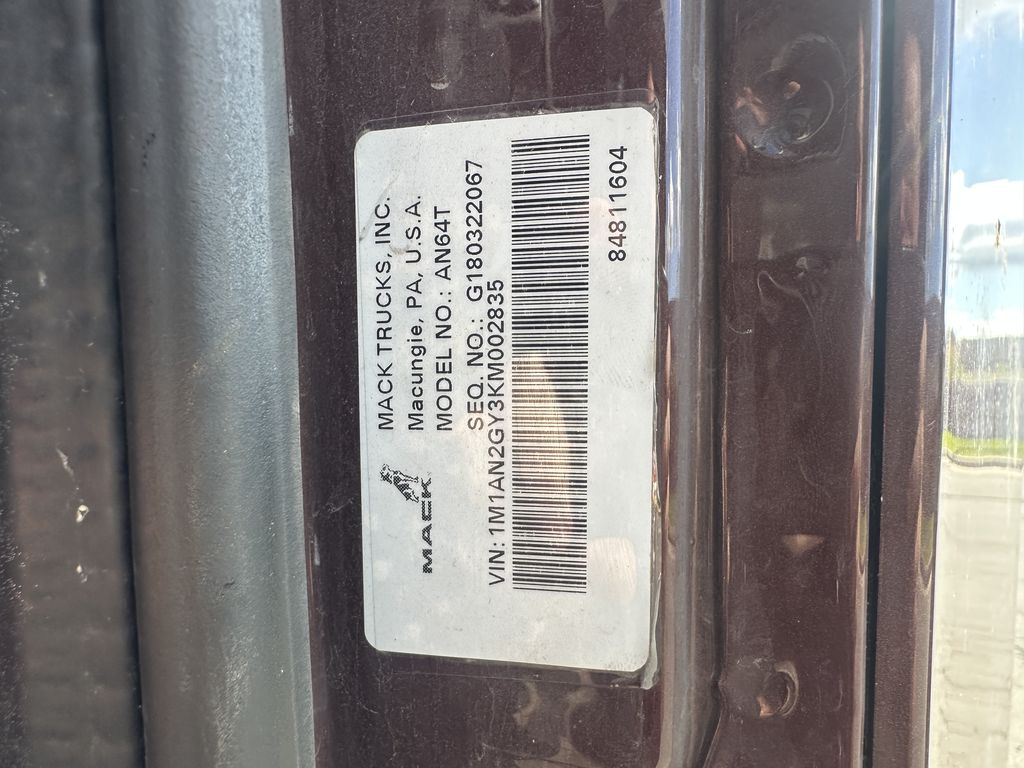 MACK
MACK TRUCKS, INC.
Macungie, PA, U.S.A.
MODEL NO.: AN64T
SEQ. NO.: G180322067
VIN: 1M1AN2GY3KM002835
84811604